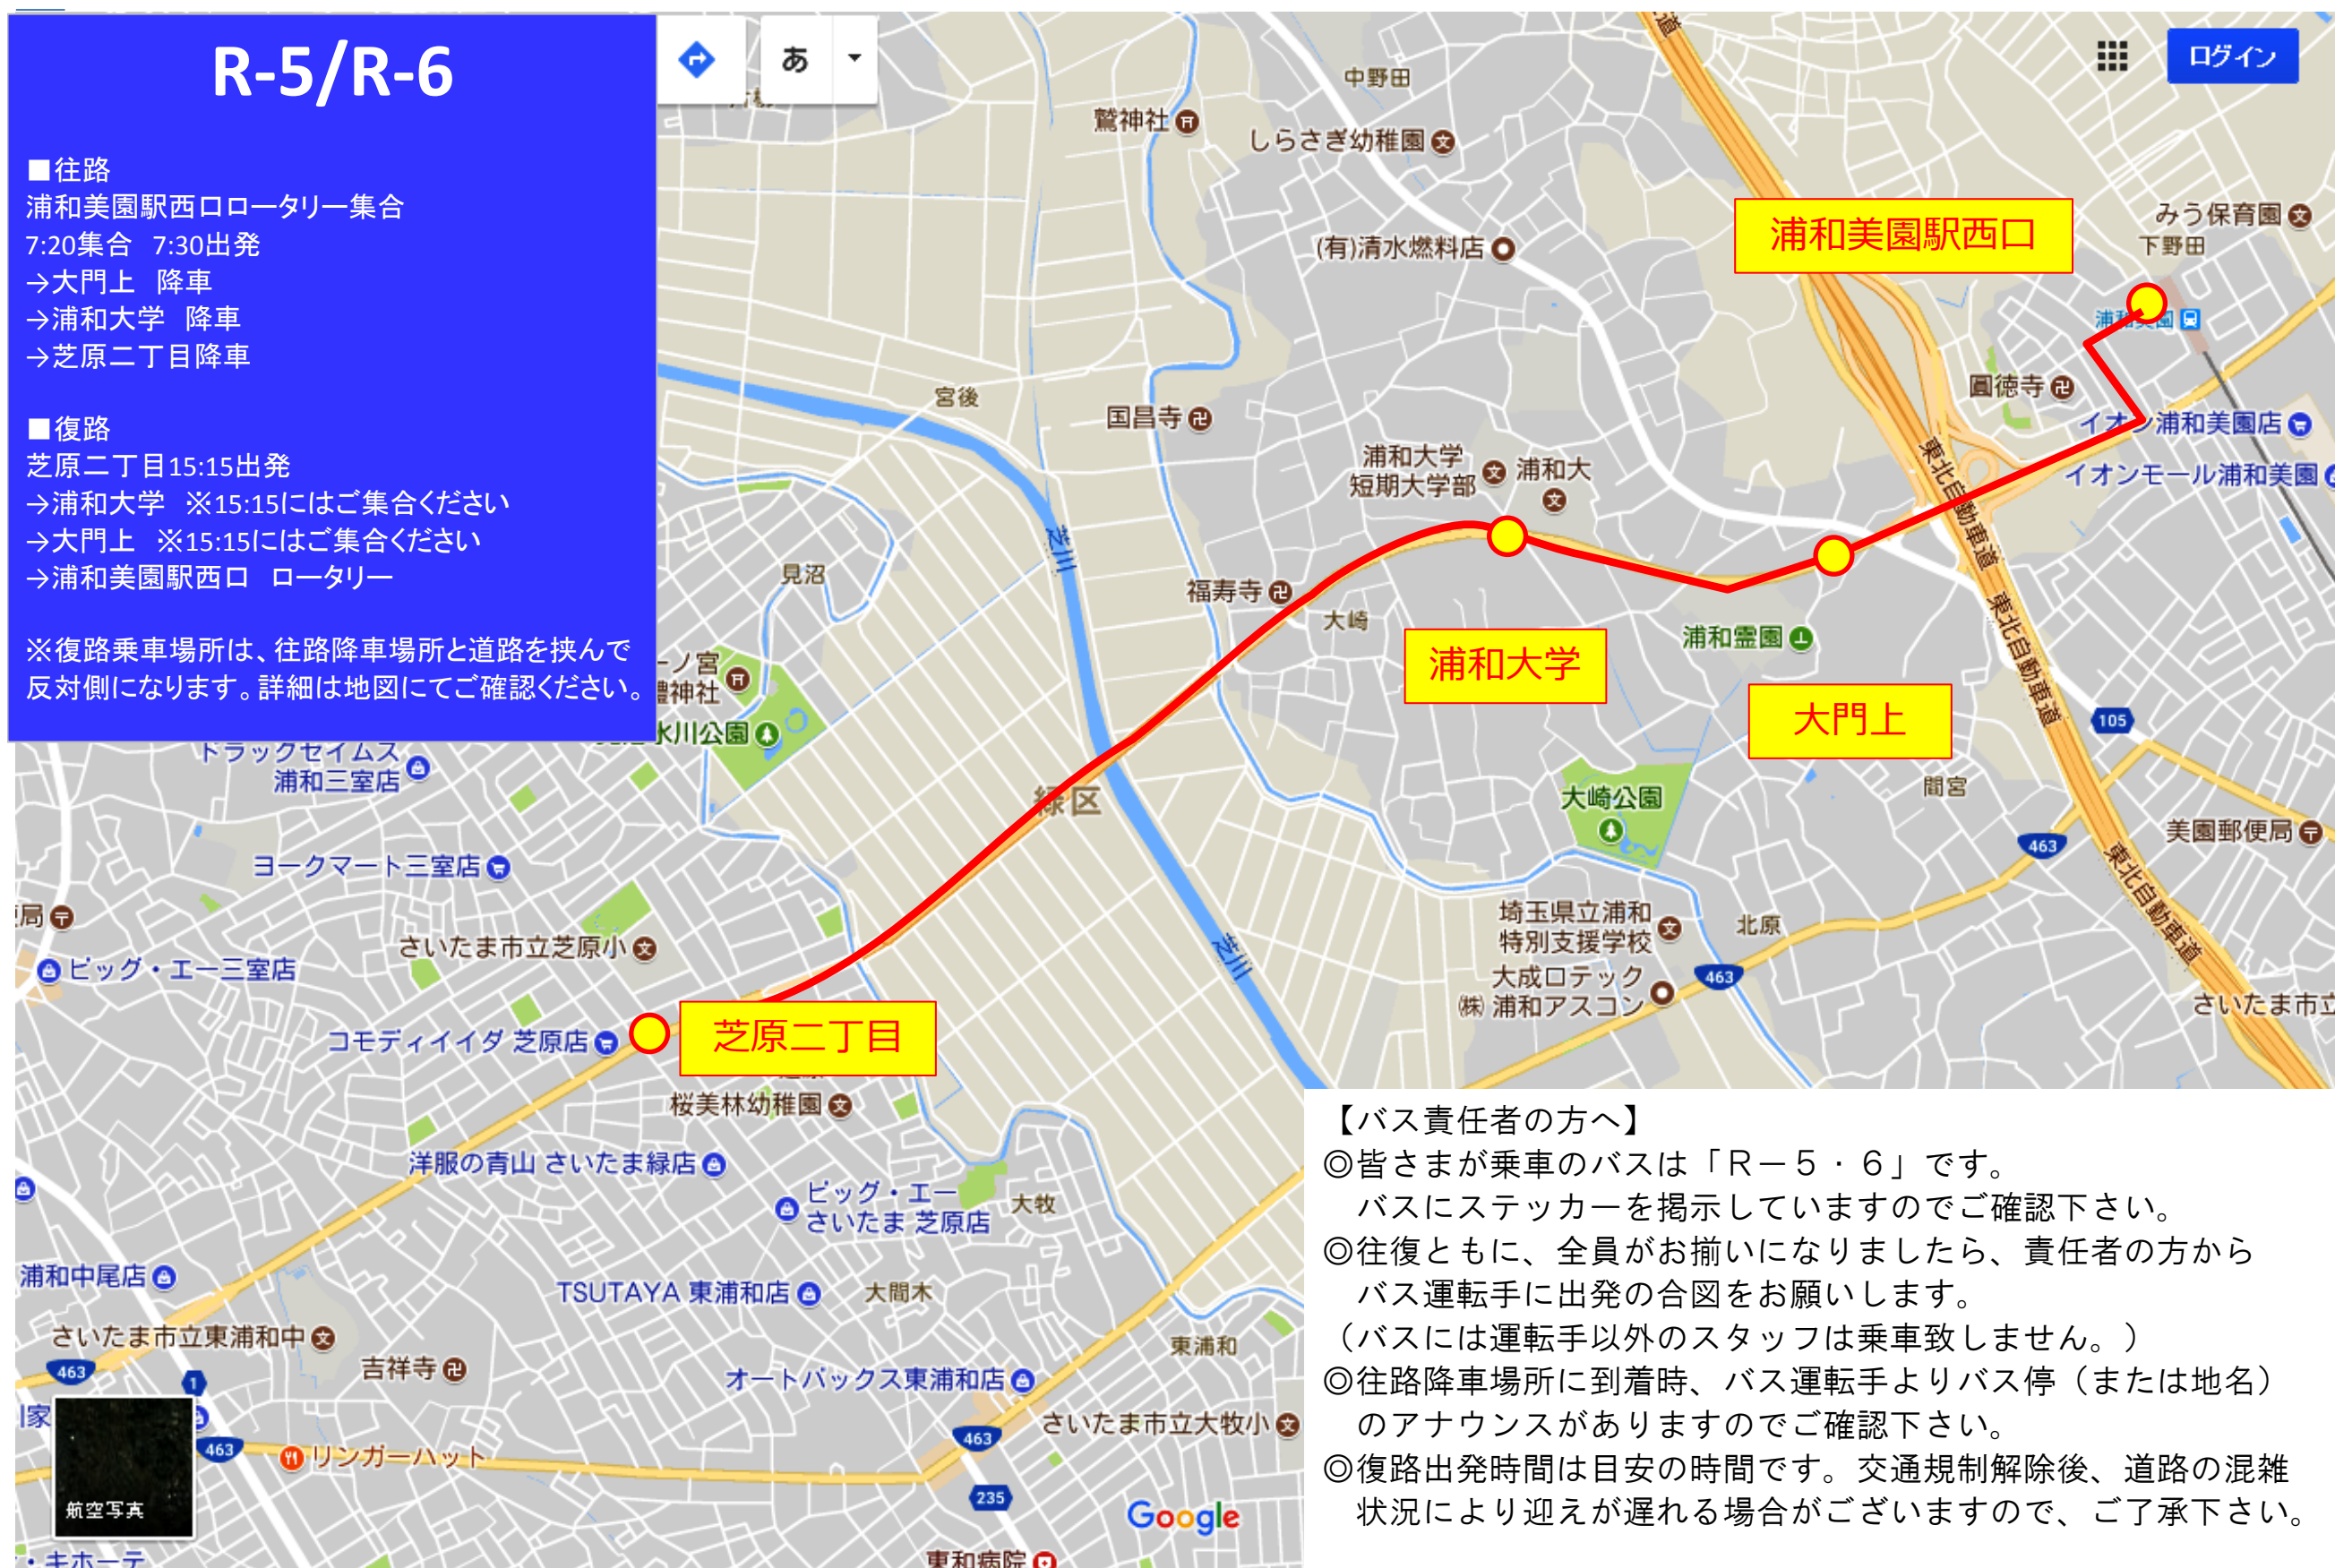 R-5/R-6
■往路
浦和美園駅西口ロータリー集合
7:20集合 7:30出発
→大門上 降車
→浦和大学 降車
→芝原二丁目降車
■復路
芝原二丁目15:15出発
→浦和大学 ※15:15にはご集合ください
→大門上 ※15:15にはご集合ください
→浦和美園駅西口 ロータリー
※復路乗車場所は、往路降車場所と道路を挟んで
反対側になります。詳細は地図にてご確認ください。
あ
ログイン
中野田
鷲神社
しらさぎ幼稚園
(有)清水燃料店
浦和美園駅西口
みう保育園
下野田
浦和美園
宮後
国昌寺
圓徳寺
イオン浦和美園店
イオンモール浦和美園
浦和大学
短期大学部
浦和大
東北自動車道
芝川
見沼
福寿寺
大崎
浦和大学
浦和霊園
東北自動車道
大門上
105
氷川公園
ドラッグセイムス
浦和三室店
緑区
大崎公園
間宮
463
美園郵便局
東北自動車道
ヨークマート三室店
さいたま市立芝原小
ビッグ・エー三室店
芝川
埼玉県立浦和
特別支援学校
北原
大成ロテック
㈱ 浦和アスコン
463
さいたま市立
コモディイイダ 芝原店
芝原二丁目
桜美林幼稚園
洋服の青山 さいたま緑店
ビッグ・エー
さいたま 芝原店
大牧
浦和中尾店
TSUTAYA 東浦和店
大間木
さいたま市立東浦和中
東浦和
463
1
吉祥寺
オートバックス東浦和店
さいたま市立大牧小
463
463
リンガーハット
235
航空写真
Google
東和病院
【バス責任者の方へ】
◎皆さまが乗車のバスは「R-5・6」です。
バスにステッカーを掲示していますのでご確認下さい。
◎往復ともに、全員がお揃いになりましたら、責任者の方から
バス運転手に出発の合図をお願いします。
（バスには運転手以外のスタッフは乗車致しません。）
◎往路降車場所に到着時、バス運転手よりバス停（または地名）
のアナウンスがありますのでご確認下さい。
◎復路出発時間は目安の時間です。交通規制解除後、道路の混雑
状況により迎えが遅れる場合がございますので、ご了承下さい。